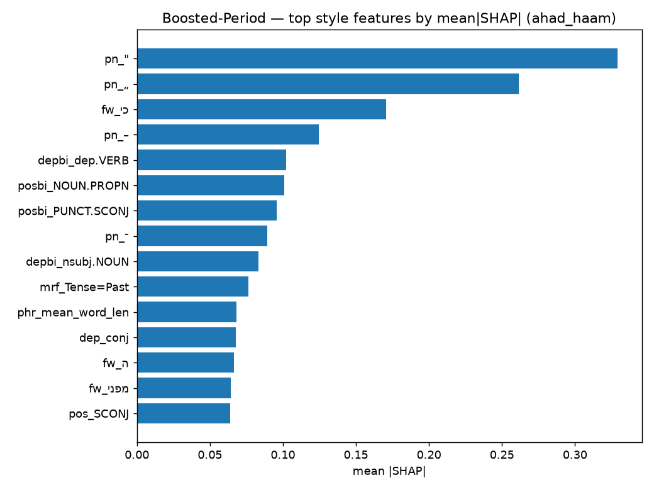 Boosted-Period — top style features by mean|SHAP| (ahad_haam)
pn_"
pn_„
fw_כי
pn_–
depbi_dep.VERB
posbi_NOUN.PROPN
posbi_PUNCT.SCONJ
pn_־
depbi_nsubj.NOUN
mrf_Tense=Past
phr_mean_word_len
dep_conj
fw_ה
fw_מפני
pos_SCONJ
0.00 0.05 0.10 0.15 0.20 0.25 0.30
mean |SHAP|